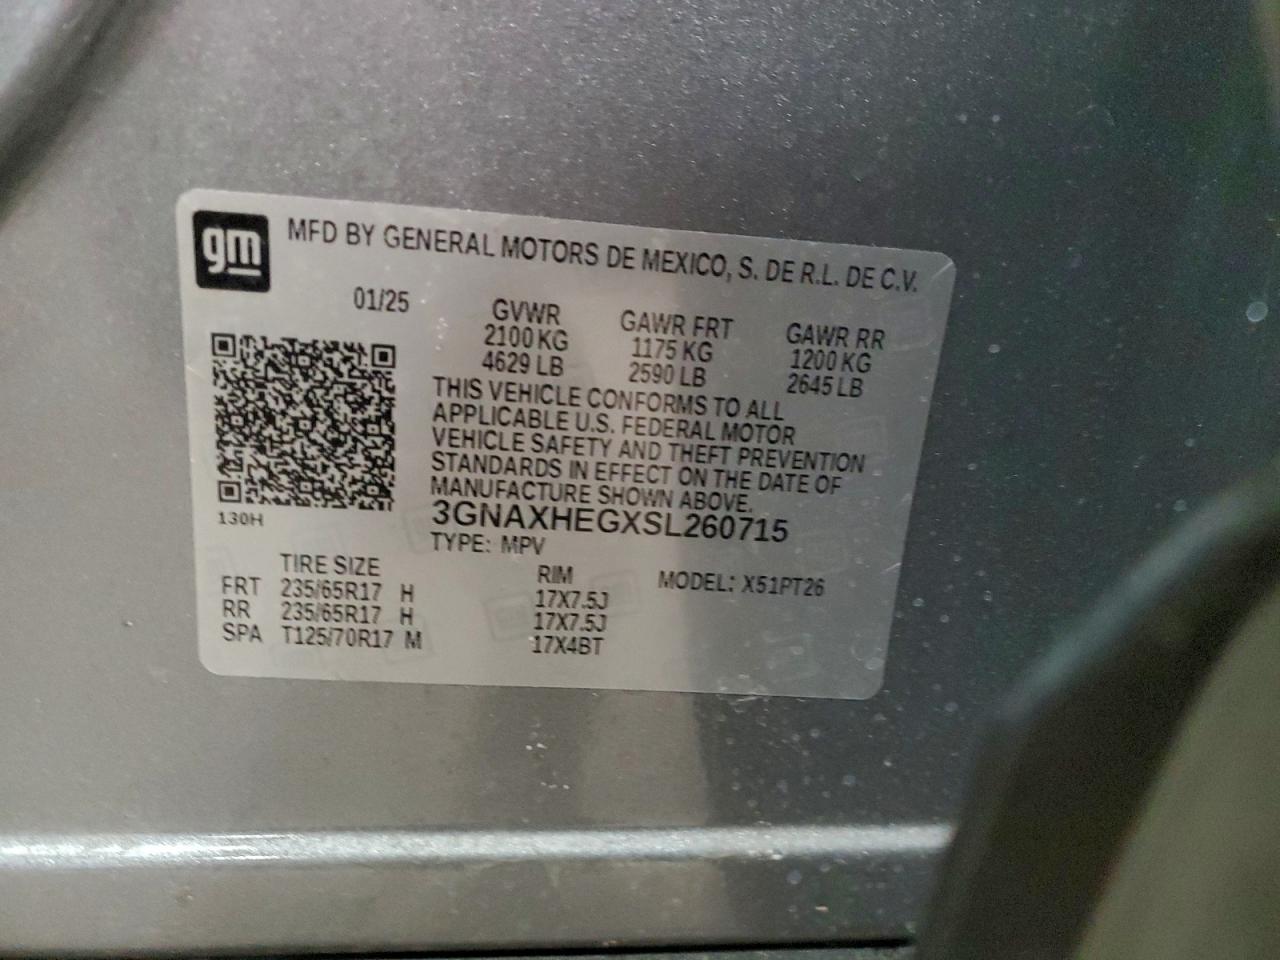 gm MFD BY GENERAL MOTORS DE MEXICO, S. DE R.L. DE C.V.
01/25
GVWR GAWR FRT GAWR RR
2100 KG 1175 KG 1200 KG
4629 LB 2590 LB 2645 LB
THIS VEHICLE CONFORMS TO ALL
APPLICABLE U.S. FEDERAL MOTOR
VEHICLE SAFETY AND THEFT PREVENTION
STANDARDS IN EFFECT ON THE DATE OF
MANUFACTURE SHOWN ABOVE.
130H
3GNAXHEGXSL260715
TYPE: MPV
TIRE SIZE RIM MODEL: X51PT26
FRT 235/65R17 H 17X7.5J
RR 235/65R17 H 17X7.5J
SPA T125/70R17 M 17X4BT